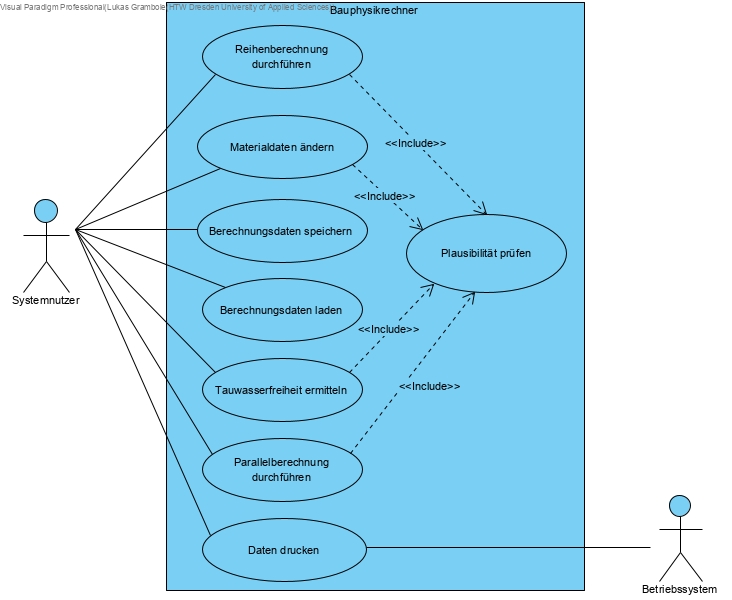 Visual Paradigm Professional(Lukas Grambole(HTW Dresden University of Applied Sciences))
Bauphysikrechner
Reihenberechnung
durchführen
<<Include>>
Materialdaten ändern
<<Include>>
Berechnungsdaten speichern
Plausibilität prüfen
Systemnutzer
Berechnungsdaten laden
<<Include>>
Tauwasserfreiheit ermitteln
<<Include>>
Parallelberechnung
durchführen
Daten drucken
Betriebssystem